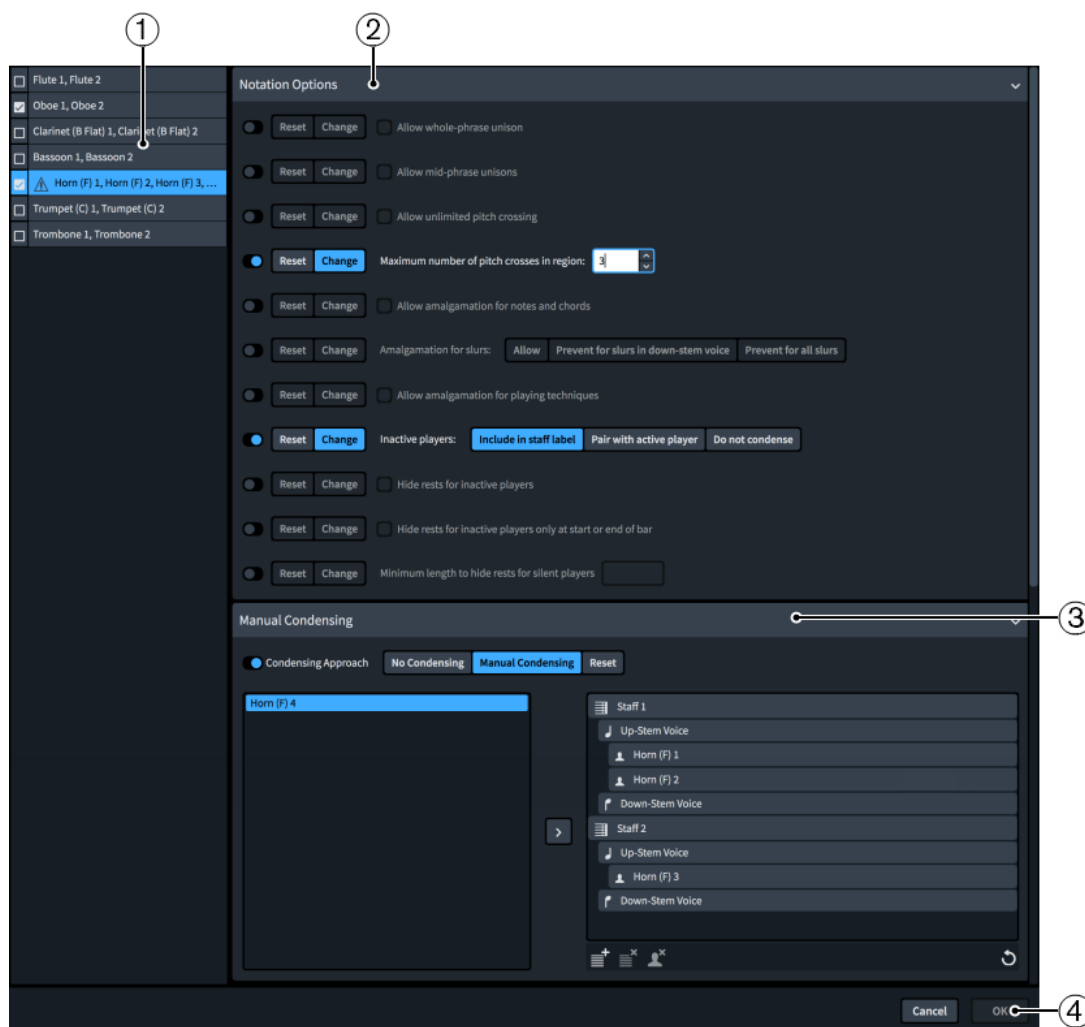 1
2
Flute 1, Flute 2
Oboe 1, Oboe 2
Clarinet (B Flat) 1, Clarinet (B Flat) 2
Bassoon 1, Bassoon 2
Horn (F) 1, Horn (F) 2, Horn (F) 3, ...
Trumpet (C) 1, Trumpet (C) 2
Trombone 1, Trombone 2
Notation Options
Reset Change Allow whole-phrase unison
Reset Change Allow mid-phrase unisons
Reset Change Allow unlimited pitch crossing
Reset Change Maximum number of pitch crosses in region: 3
Reset Change Allow amalgamation for notes and chords
Reset Change Amalgamation for slurs: Allow Prevent for slurs in down-stem voice Prevent for all slurs
Reset Change Allow amalgamation for playing techniques
Reset Change Inactive players: Include in staff label Pair with active player Do not condense
Reset Change Hide rests for inactive players
Reset Change Hide rests for inactive players only at start or end of bar
Reset Change Minimum length to hide rests for silent players
Manual Condensing
3
Condensing Approach No Condensing Manual Condensing Reset
Horn (F) 4
Staff 1
Up-Stem Voice
Horn (F) 1
Horn (F) 2
Down-Stem Voice
Staff 2
Up-Stem Voice
Horn (F) 3
Down-Stem Voice
Cancel OK
4